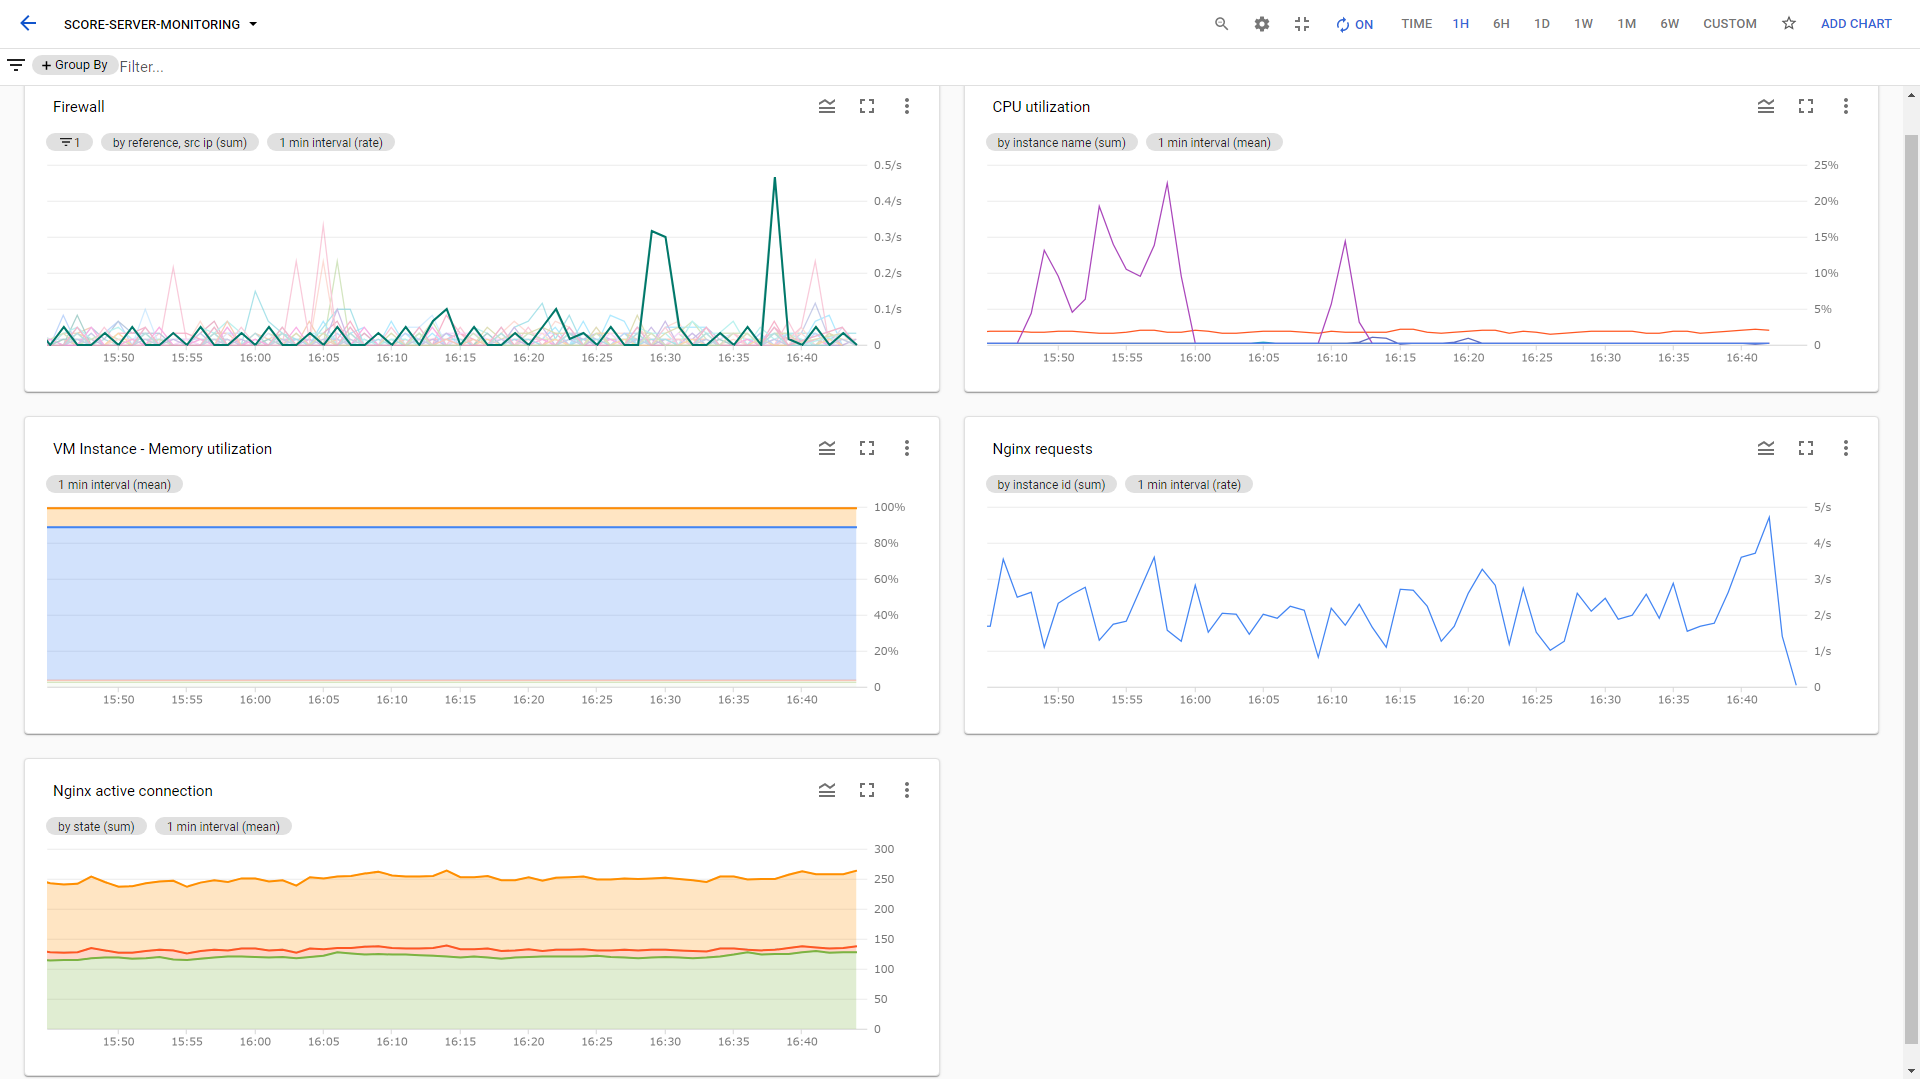 SCORE-SERVER-MONITORING
ON TIME 1H 6H 1D 1W 1M 6W CUSTOM ADD CHART
+ Group By Filter...
Firewall
1 by reference, src ip (sum) 1 min interval (rate)
0.5/s
0.4/s
0.3/s
0.2/s
0.1/s
0
15:50 15:55 16:00 16:05 16:10 16:15 16:20 16:25 16:30 16:35 16:40
CPU utilization
by instance name (sum) 1 min interval (mean)
25%
20%
15%
10%
5%
0
15:50 15:55 16:00 16:05 16:10 16:15 16:20 16:25 16:30 16:35 16:40
VM Instance - Memory utilization
1 min interval (mean)
100%
80%
60%
40%
20%
0
15:50 15:55 16:00 16:05 16:10 16:15 16:20 16:25 16:30 16:35 16:40
Nginx requests
by instance id (sum) 1 min interval (rate)
5/s
4/s
3/s
2/s
1/s
0
15:50 15:55 16:00 16:05 16:10 16:15 16:20 16:25 16:30 16:35 16:40
Nginx active connection
by state (sum) 1 min interval (mean)
300
250
200
150
100
50
0
15:50 15:55 16:00 16:05 16:10 16:15 16:20 16:25 16:30 16:35 16:40